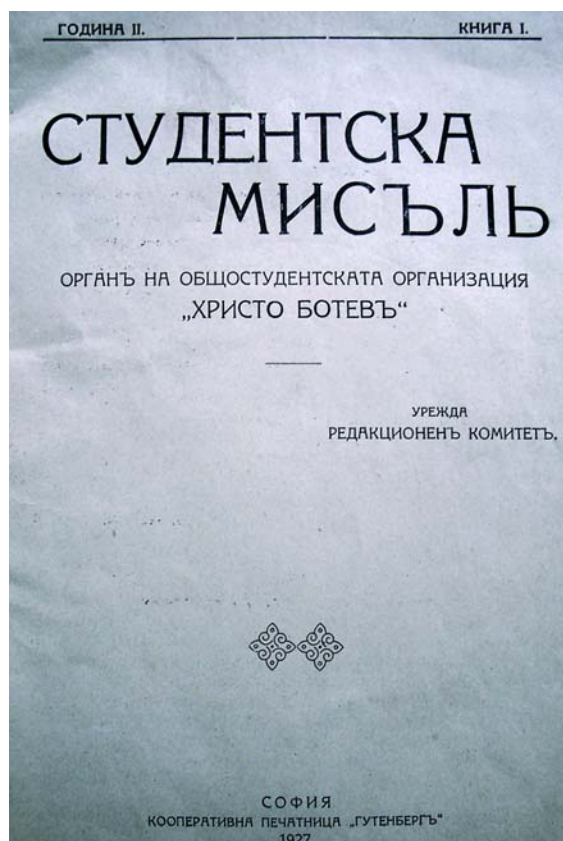 ГОДИНА II. КНИГА I.
СТУДЕНТСКА
МИСЪЛЬ
ОРГАНЪ НА ОБЩОСТУДЕНТСКАТА ОРГАНИЗАЦИЯ
„ХРИСТО БОТЕВЪ“
УРЕЖДА
РЕДАКЦИОНЕНЪ КОМИТЕТЪ.
СОФИЯ
КООПЕРАТИВНА ПЕЧАТНИЦА „ГУТЕНБЕРГЪ“
1927